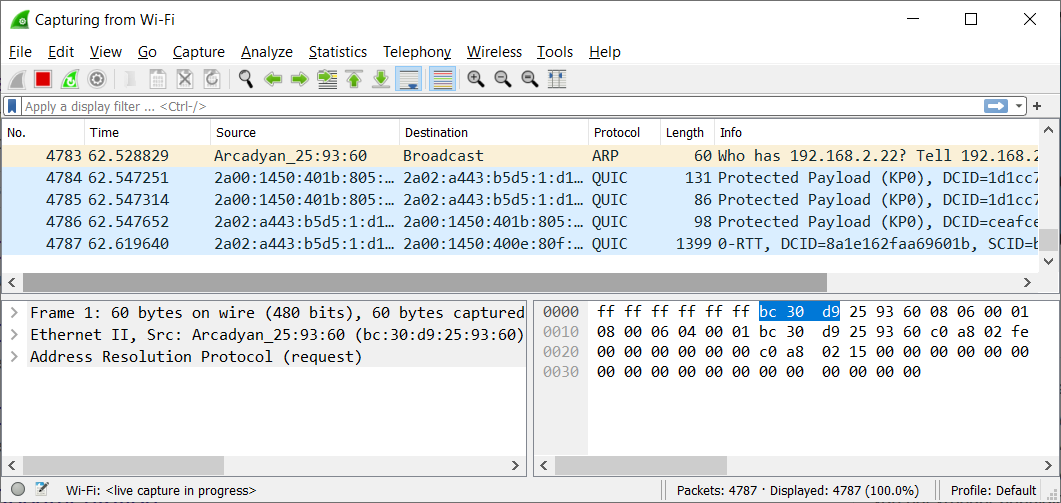 Capturing from Wi-Fi
File Edit View Go Capture Analyze Statistics Telephony Wireless Tools Help
Apply a display filter ... <Ctrl-/>
No. Time Source Destination Protocol Length Info
4783 62.528829 Arcadyan_25:93:60 Broadcast ARP 60 Who has 192.168.2.22? Tell 192.168.2
4784 62.547251 2a00:1450:401b:805:… 2a02:a443:b5d5:1:d1… QUIC 131 Protected Payload (KP0), DCID=1d1cc7
4785 62.547314 2a00:1450:401b:805:… 2a02:a443:b5d5:1:d1… QUIC 86 Protected Payload (KP0), DCID=1d1cc7
4786 62.547652 2a02:a443:b5d5:1:d1… 2a00:1450:401b:805:… QUIC 98 Protected Payload (KP0), DCID=ceafce
4787 62.619640 2a02:a443:b5d5:1:d1… 2a00:1450:400e:80f:… QUIC 1399 0-RTT, DCID=8a1e162faa69601b, SCID=b
Frame 1: 60 bytes on wire (480 bits), 60 bytes captured
Ethernet II, Src: Arcadyan_25:93:60 (bc:30:d9:25:93:60)
Address Resolution Protocol (request)
0000 ff ff ff ff ff ff bc 30 d9 25 93 60 08 06 00 01
0010 08 00 06 04 00 01 bc 30 d9 25 93 60 c0 a8 02 fe
0020 00 00 00 00 00 00 c0 a8 02 15 00 00 00 00 00 00
0030 00 00 00 00 00 00 00 00 00 00 00 00
Wi-Fi: <live capture in progress>
Packets: 4787 · Displayed: 4787 (100.0%)
Profile: Default